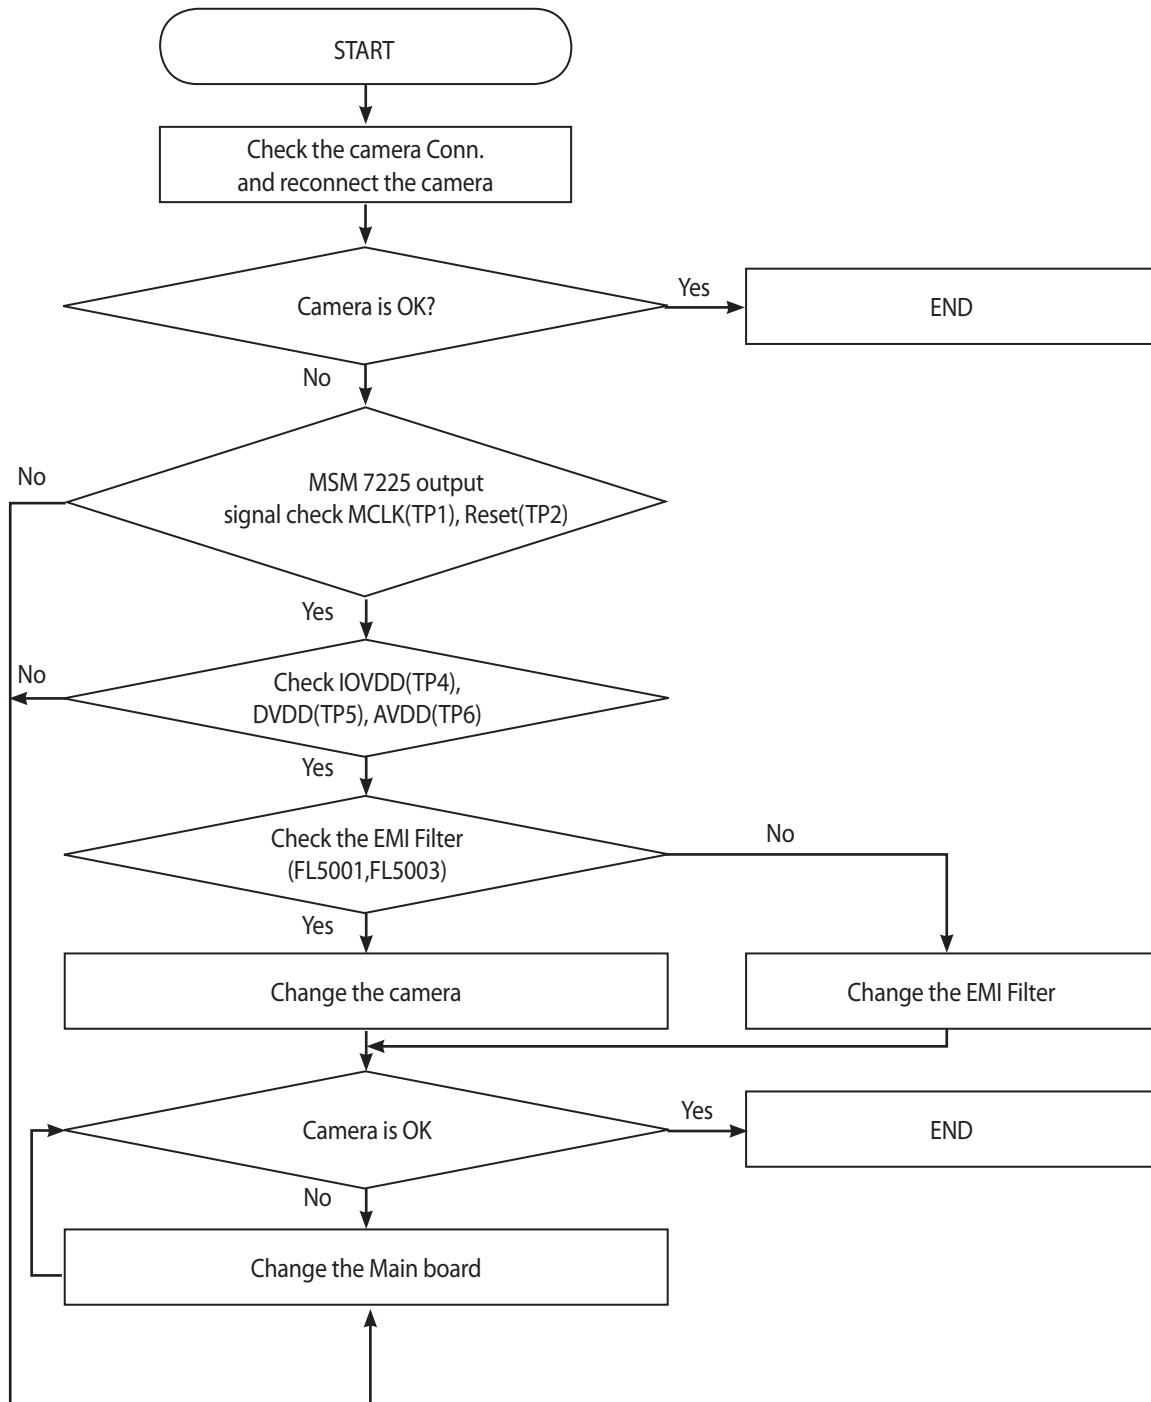 START
Check the camera Conn.
and reconnect the camera
Camera is OK?
Yes
END
No
No
MSM 7225 output
signal check MCLK(TP1), Reset(TP2)
Yes
No
Check IOVDD(TP4),
DVDD(TP5), AVDD(TP6)
Yes
Check the EMI Filter
(FL5001,FL5003)
No
Yes
Change the camera
Change the EMI Filter
Camera is OK
Yes
END
No
Change the Main board